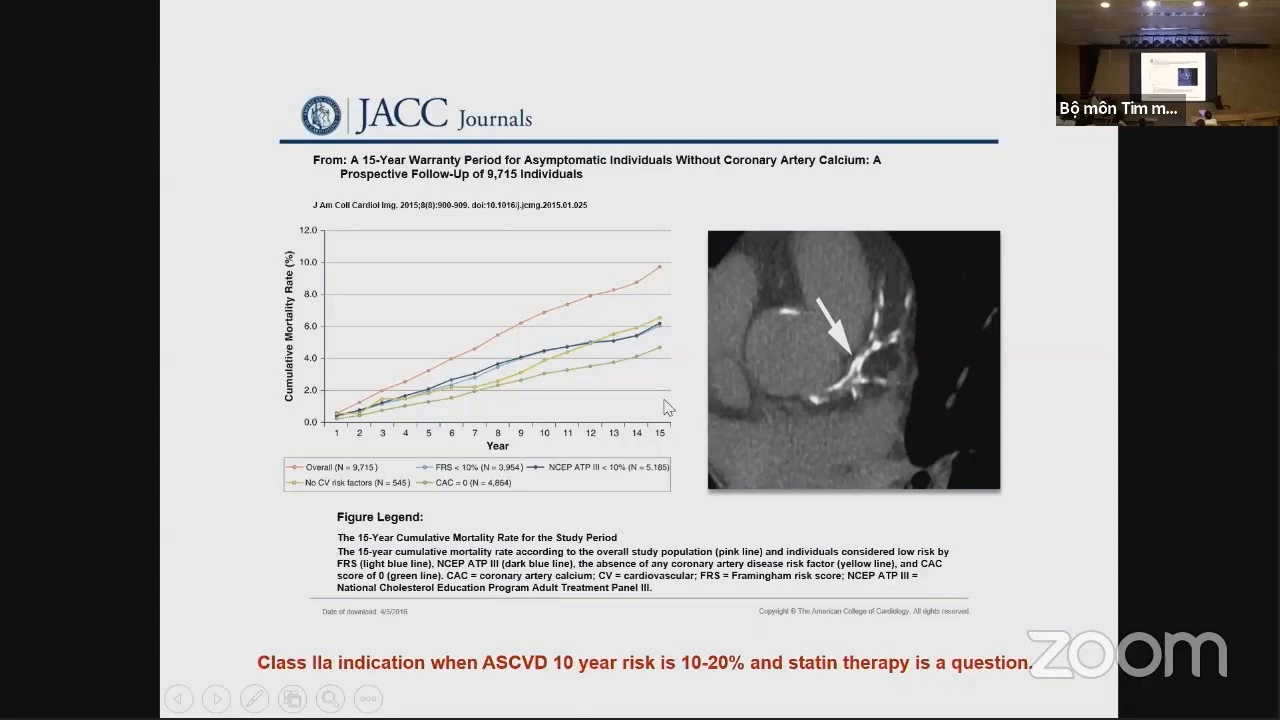 Bộ môn Tim m...
JACC Journals
From: A 15-Year Warranty Period for Asymptomatic Individuals Without Coronary Artery Calcium: A
Prospective Follow-Up of 9,715 Individuals
J Am Coll Cardiol Img. 2015;8(8):900-909. doi:10.1016/j.jcmg.2015.01.025
Cumulative Mortality Rate (%)
12.0
10.0
8.0
6.0
4.0
2.0
0.0
1 2 3 4 5 6 7 8 9 10 11 12 13 14 15
Year
Overall (N = 9,715) FRS < 10% (N = 3,954) NCEP ATP III < 10% (N = 5,185)
No CV risk factors (N = 545) CAC = 0 (N = 4,864)
Figure Legend:
The 15-Year Cumulative Mortality Rate for the Study Period
The 15-year cumulative mortality rate according to the overall study population (pink line) and individuals considered low risk by
FRS (light blue line), NCEP ATP III (dark blue line), the absence of any coronary artery disease risk factor (yellow line), and CAC
score of 0 (green line). CAC = coronary artery calcium; CV = cardiovascular; FRS = Framingham risk score; NCEP ATP III =
National Cholesterol Education Program Adult Treatment Panel III.
Date of download 4/5/2016
Copyright © The American College of Cardiology. All rights reserved.
Class IIa indication when ASCVD 10 year risk is 10-20% and statin therapy is a question.
zoom